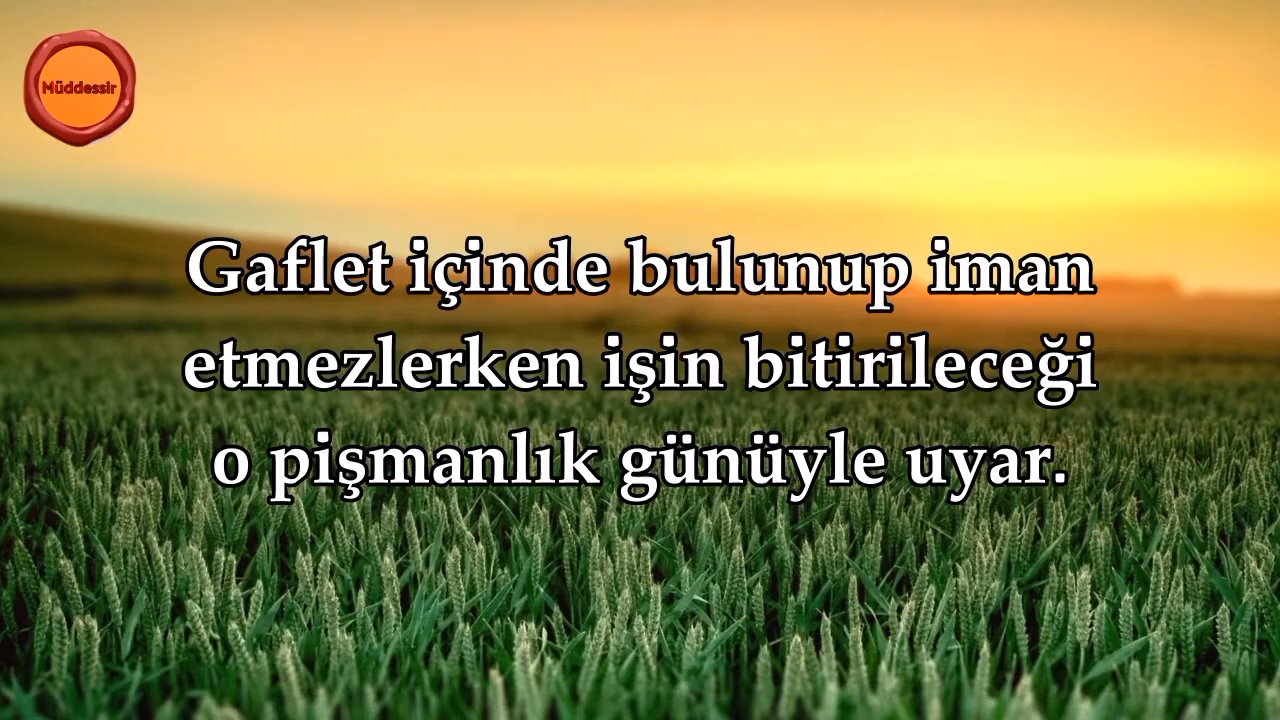 Müddessir
Gaflet içinde bulunup iman
etmezlerken işin bitirileceği
o pişmanlık günüyle uyar.